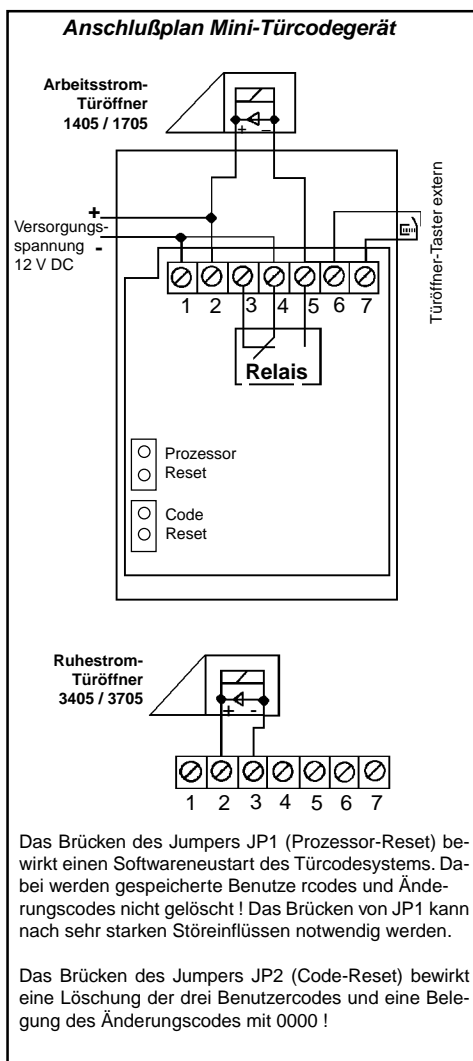 Anschlußplan Mini-Türcodegerät
Arbeitsstrom-
Türöffner
1405 / 1705
+ –
+
Versorgungs-
spannung
-
12 V DC
Türöffner-Taster extern
1 2 3 4 5 6 7
Relais
Prozessor
Reset
Code
Reset
Ruhestrom-
Türöffner
3405 / 3705
+ -
1 2 3 4 5 6 7
Das Brücken des Jumpers JP1 (Prozessor-Reset) be-
wirkt einen Softwareneustart des Türcodesystems. Da-
bei werden gespeicherte Benutze rcodes und Ände-
rungscodes nicht gelöscht ! Das Brücken von JP1 kann
nach sehr starken Störeinflüssen notwendig werden.
Das Brücken des Jumpers JP2 (Code-Reset) bewirkt
eine Löschung der drei Benutzercodes und eine Bele-
gung des Änderungscodes mit 0000 !